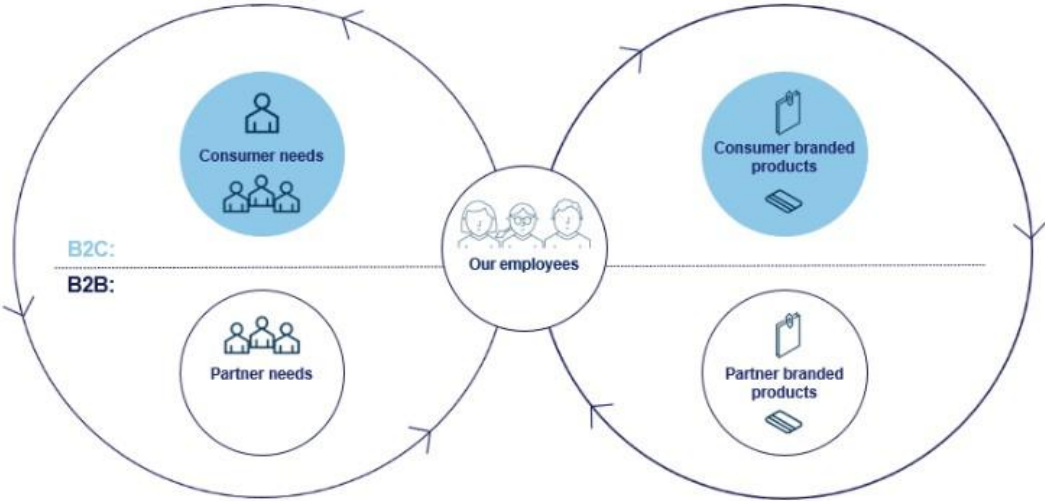 Consumer needs
Consumer branded
products
Our employees
B2C:
B2B:
Partner needs
Partner branded
products